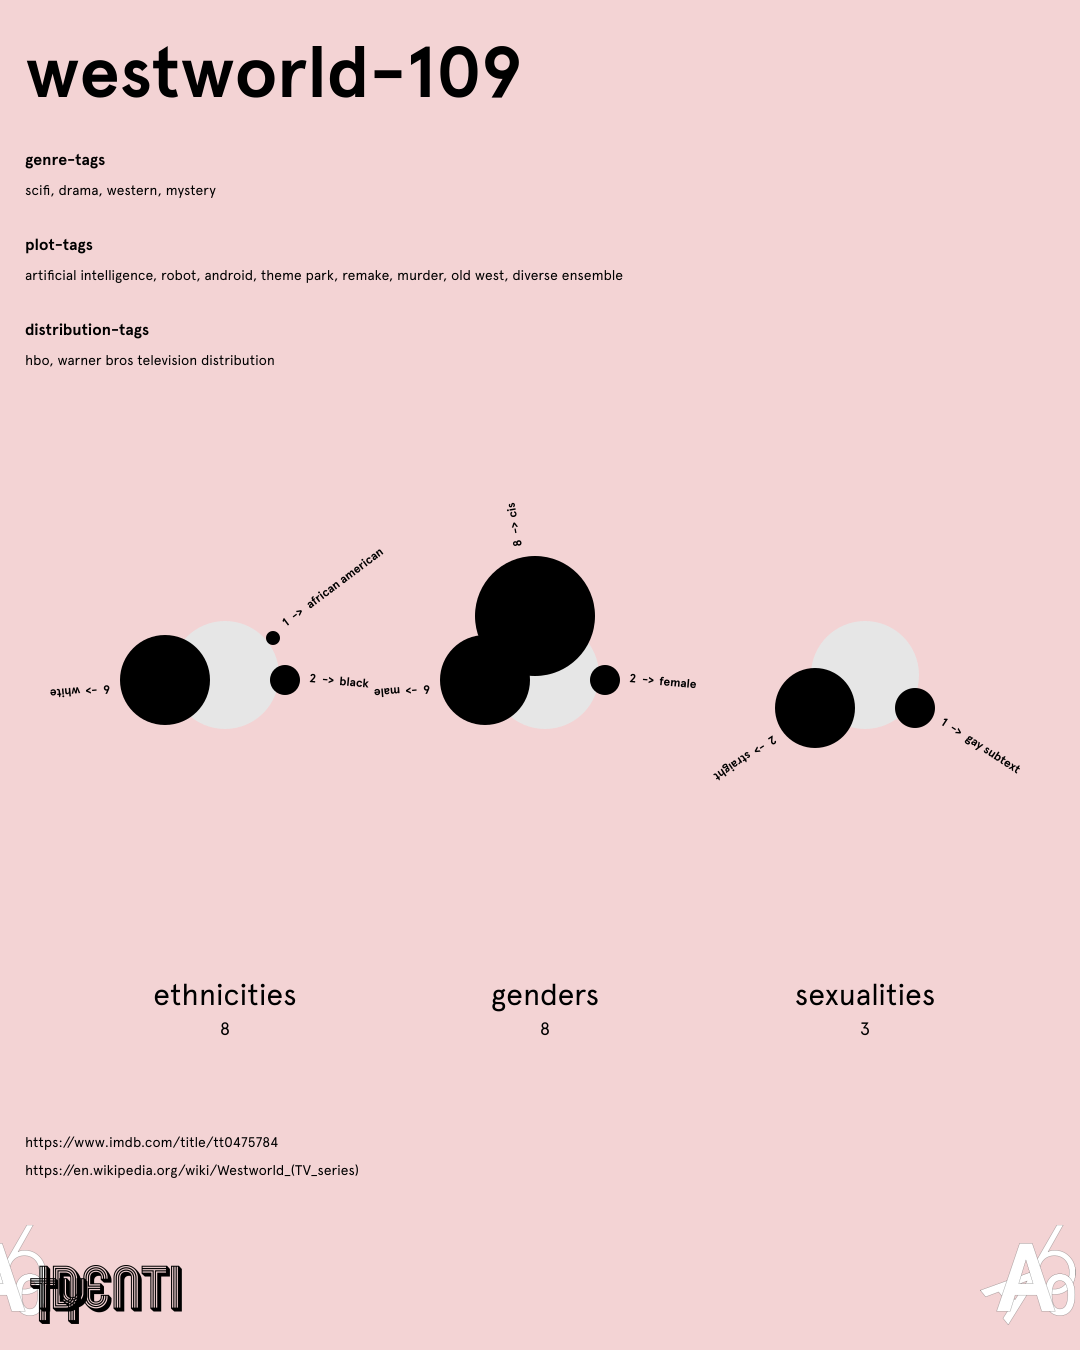 westworld-109
genre-tags
scifi, drama, western, mystery
plot-tags
artificial intelligence, robot, android, theme park, remake, murder, old west, diverse ensemble
distribution-tags
hbo, warner bros television distribution
6 -> white
1 -> african american
2 -> black
6 -> male
8 -> cis
2 -> female
2 -> straight
1 -> gay subtext
ethnicities
8
genders
8
sexualities
3
https://www.imdb.com/title/tt0475784
https://en.wikipedia.org/wiki/Westworld_(TV_series)
IDENTI
TY